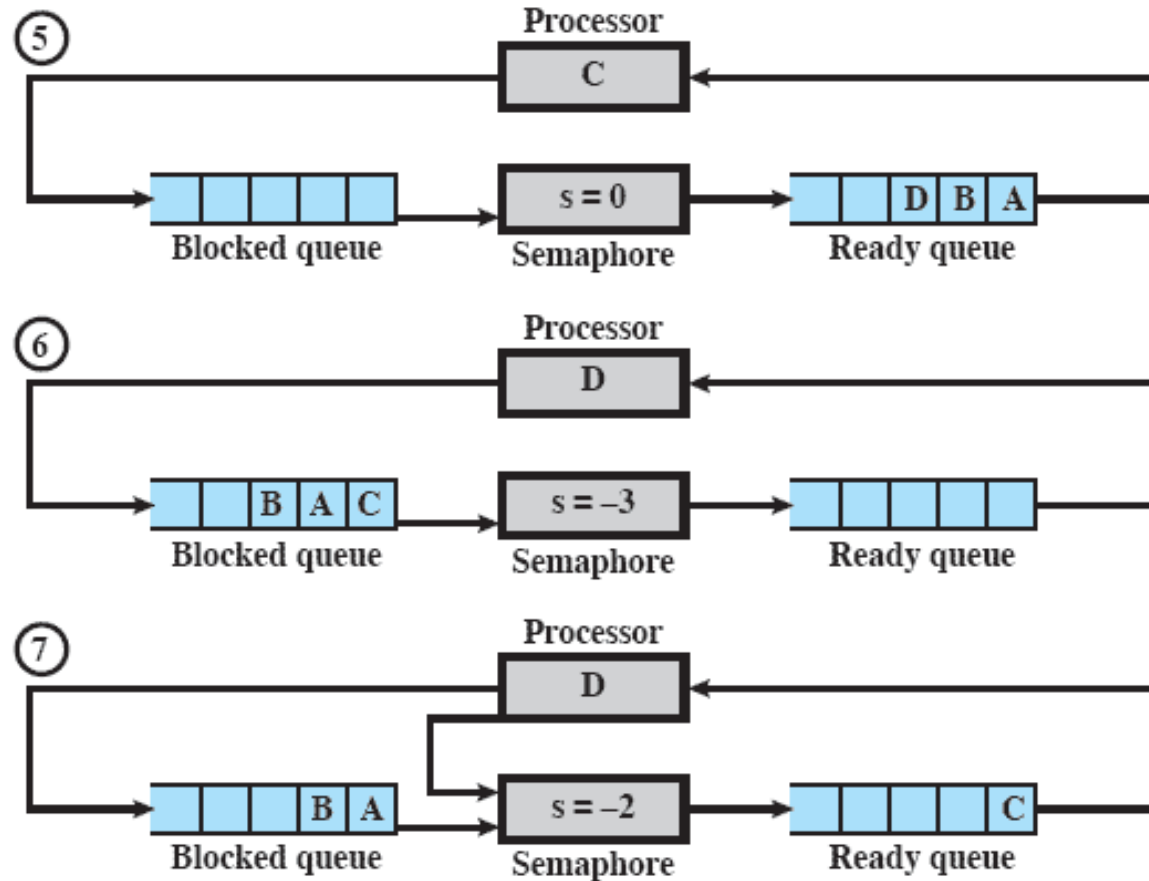 5
Processor
C
s = 0
D B A
Blocked queue
Semaphore
Ready queue
6
Processor
D
B A C
s = –3
Blocked queue
Semaphore
Ready queue
7
Processor
D
B A
s = –2
C
Blocked queue
Semaphore
Ready queue